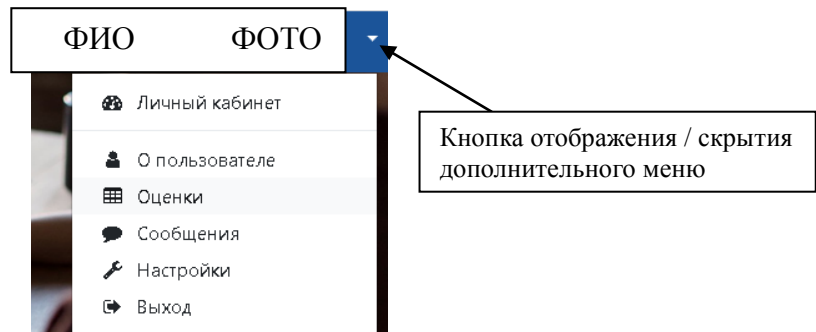 ФИО ФОТО
Личный кабинет
Кнопка отображения / скрытия
дополнительного меню
О пользователе
Оценки
Сообщения
Настройки
Выход